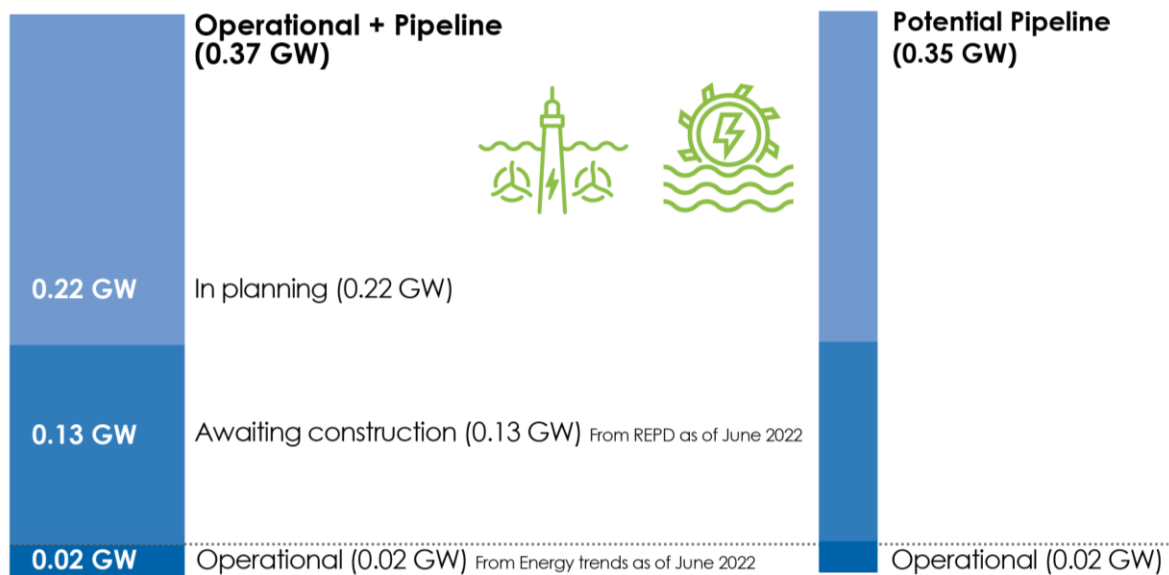 Operational + Pipeline
(0.37 GW)
Potential Pipeline
(0.35 GW)
0.22 GW
In planning (0.22 GW)
0.13 GW
Awaiting construction (0.13 GW) From REPD as of June 2022
0.02 GW
Operational (0.02 GW) From Energy trends as of June 2022
Operational (0.02 GW)